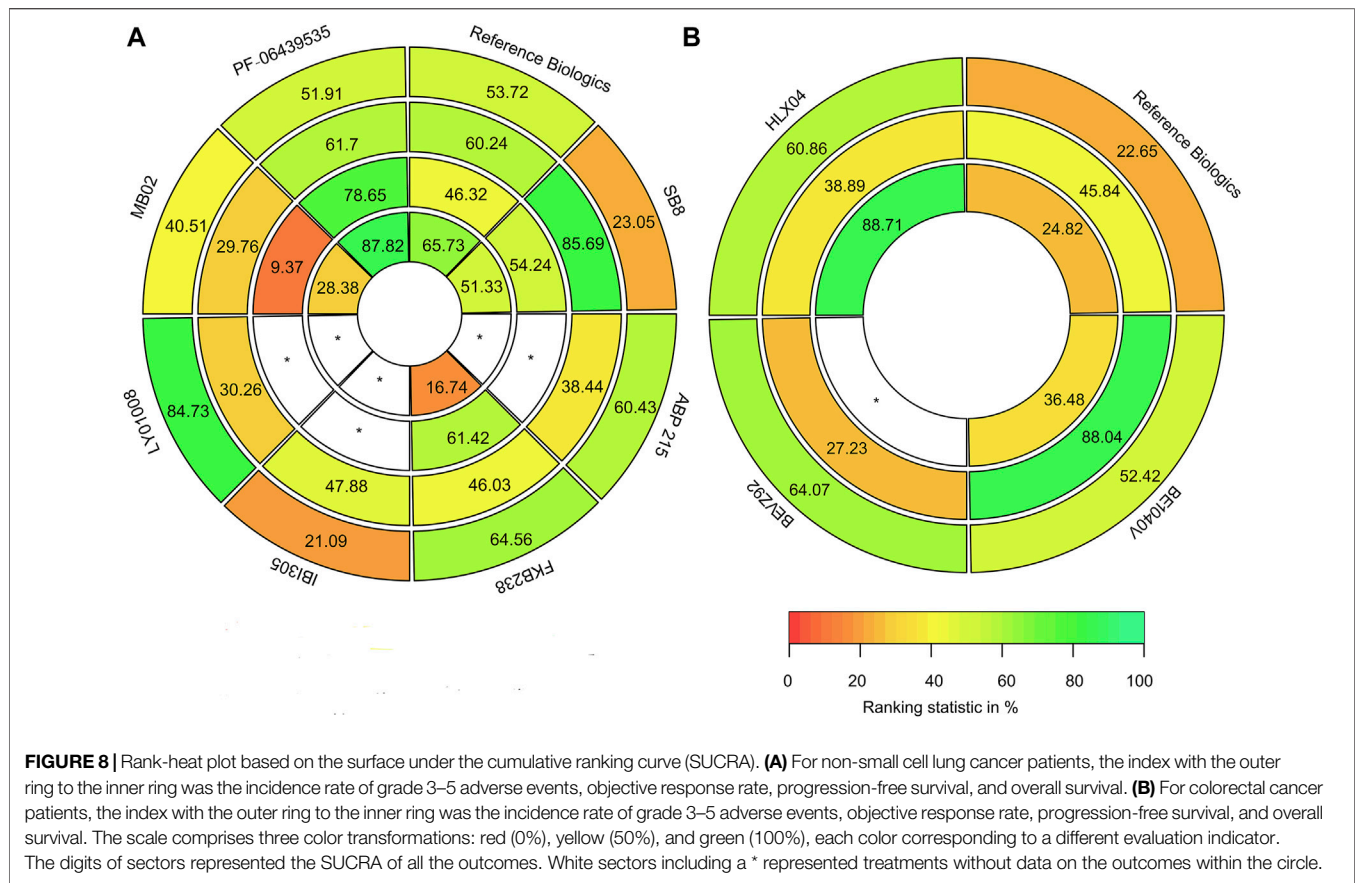 A
B
PF-06439535
Reference Biologics
SB8
ABP 215
FKB238
IBI305
LY01008
MB02
51.91
53.72
23.05
60.43
64.56
21.09
84.73
40.51
61.7
60.24
85.69
38.44
46.03
47.88
30.26
29.76
78.65
46.32
54.24
*
61.42
*
*
9.37
87.82
65.73
51.33
*
16.74
*
*
28.38
HLX04
Reference Biologics
BE1040V
BEVZ92
60.86
22.65
52.42
64.07
38.89
45.84
88.04
27.23
88.71
24.82
36.48
*
0 20 40 60 80 100
Ranking statistic in %
FIGURE 8 | Rank-heat plot based on the surface under the cumulative ranking curve (SUCRA). (A) For non-small cell lung cancer patients, the index with the outer
ring to the inner ring was the incidence rate of grade 3–5 adverse events, objective response rate, progression-free survival, and overall survival. (B) For colorectal cancer
patients, the index with the outer ring to the inner ring was the incidence rate of grade 3–5 adverse events, objective response rate, progression-free survival, and overall
survival. The scale comprises three color transformations: red (0%), yellow (50%), and green (100%), each color corresponding to a different evaluation indicator.
The digits of sectors represented the SUCRA of all the outcomes. White sectors including a * represented treatments without data on the outcomes within the circle.